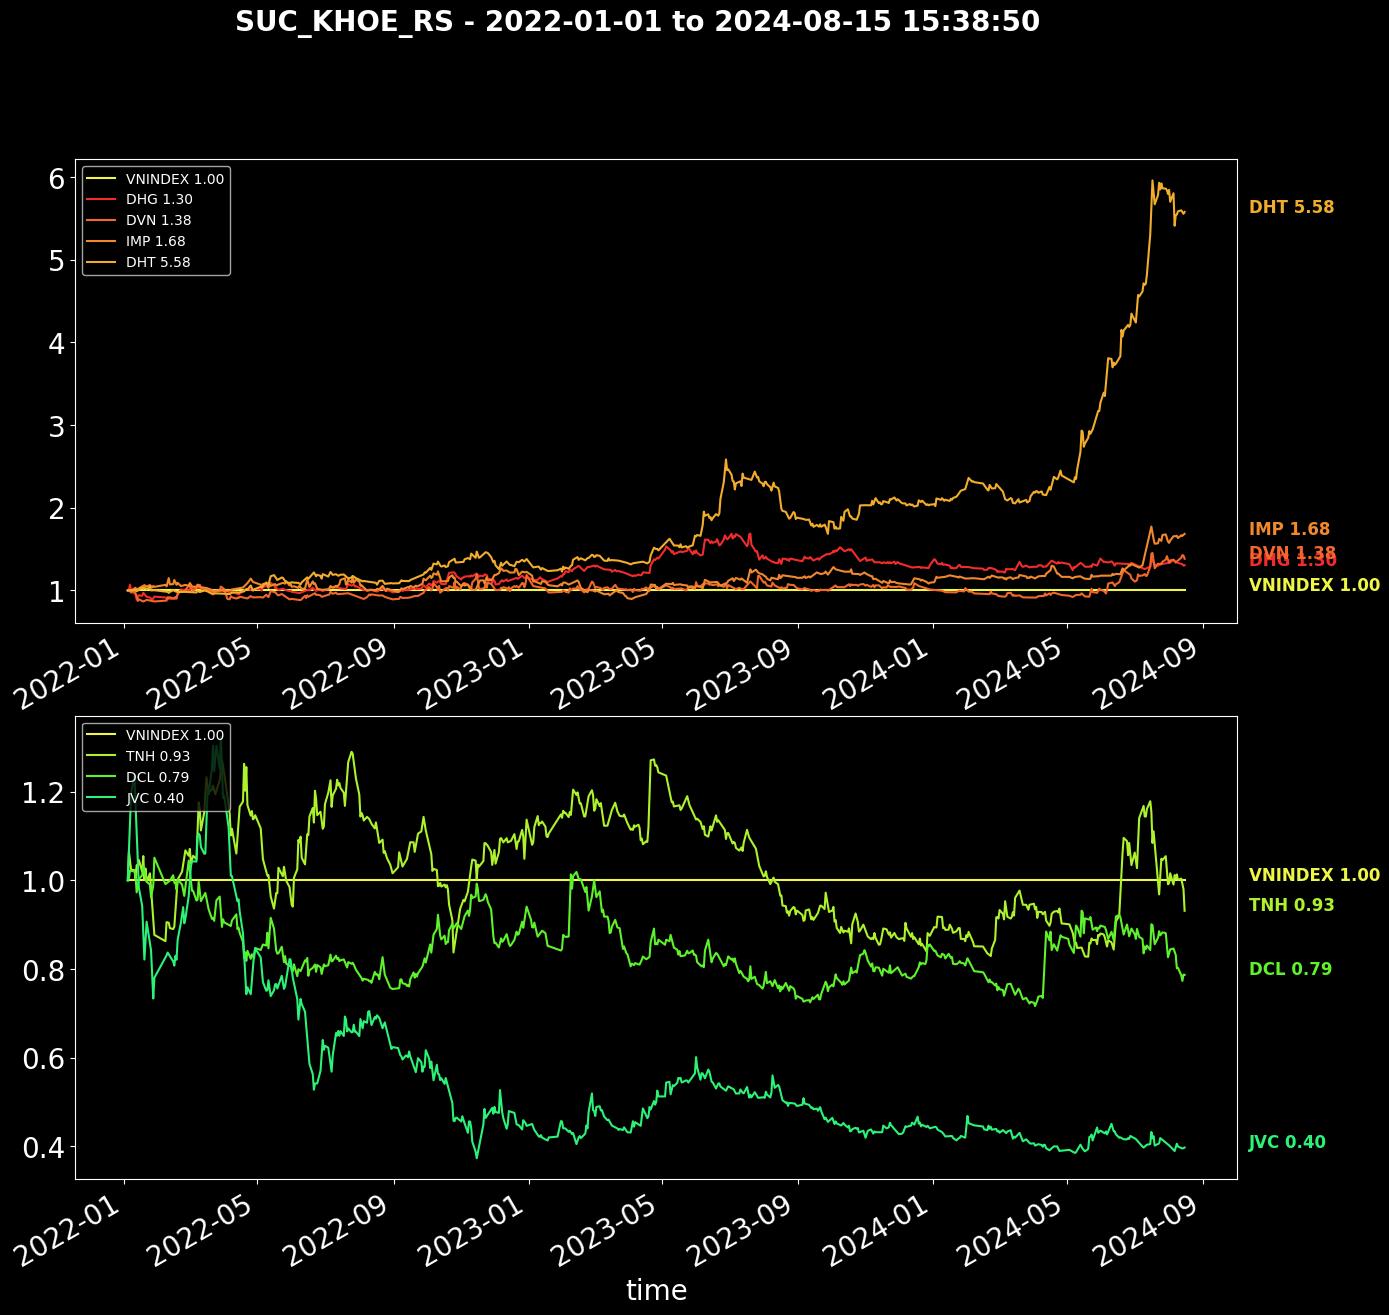 SUC_KHOE_RS - 2022-01-01 to 2024-08-15 15:38:50
VNINDEX 1.00
DHG 1.30
DVN 1.38
IMP 1.68
DHT 5.58
6
5
4
3
2
1
DHT 5.58
IMP 1.68
DVN 1.38
DHG 1.30
VNINDEX 1.00
2022-01
2022-05
2022-09
2023-01
2023-05
2023-09
2024-01
2024-05
2024-09
VNINDEX 1.00
TNH 0.93
DCL 0.79
JVC 0.40
1.2
1.0
0.8
0.6
0.4
VNINDEX 1.00
TNH 0.93
DCL 0.79
JVC 0.40
2022-01
2022-05
2022-09
2023-01
2023-05
2023-09
2024-01
2024-05
2024-09
time